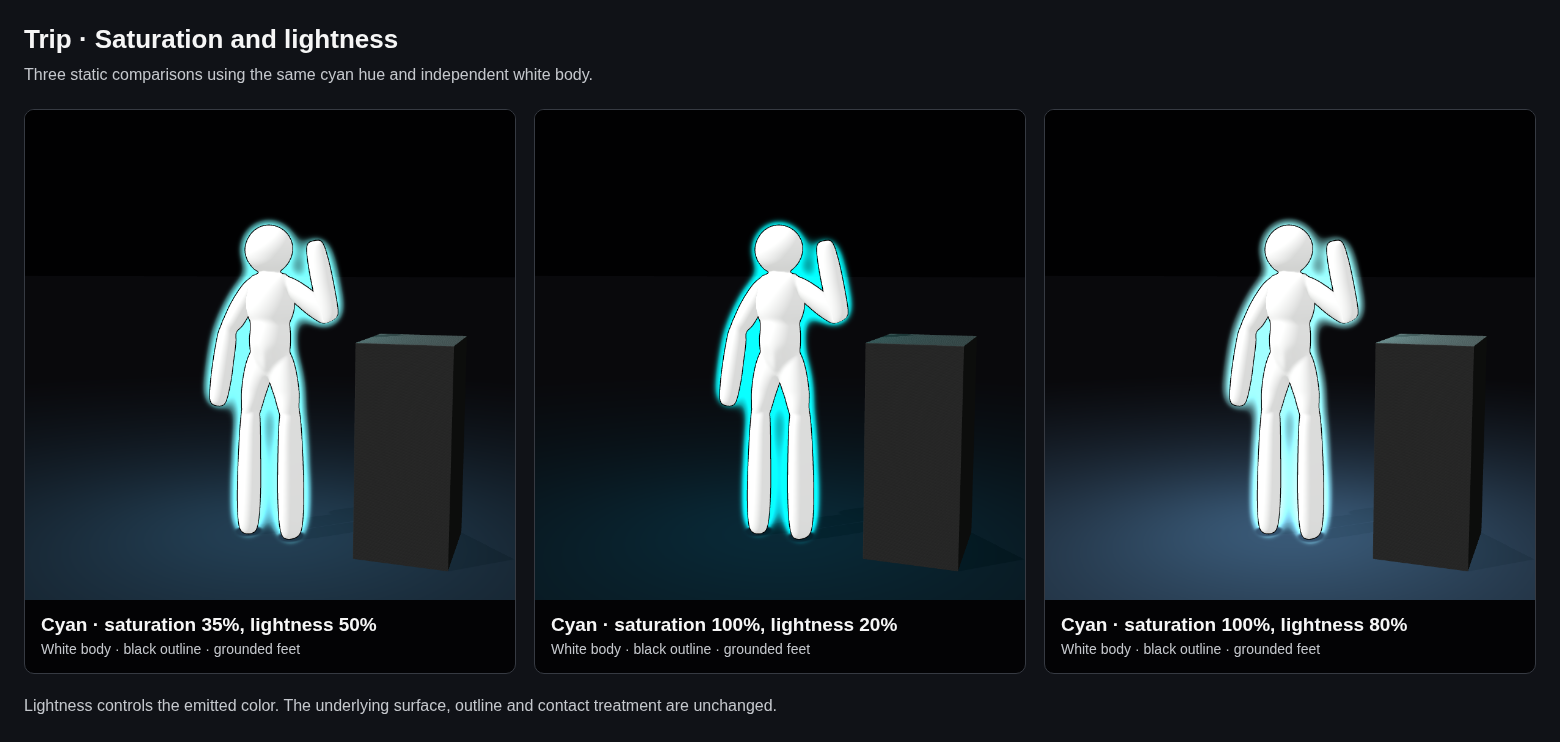 Trip · Saturation and lightness
Three static comparisons using the same cyan hue and independent white body.
Cyan · saturation 35%, lightness 50%
White body · black outline · grounded feet
Cyan · saturation 100%, lightness 20%
White body · black outline · grounded feet
Cyan · saturation 100%, lightness 80%
White body · black outline · grounded feet
Lightness controls the emitted color. The underlying surface, outline and contact treatment are unchanged.